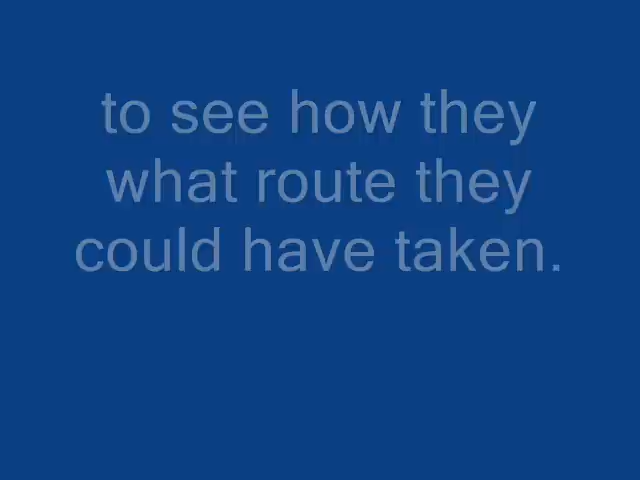 to see how they
what route they
could have taken.